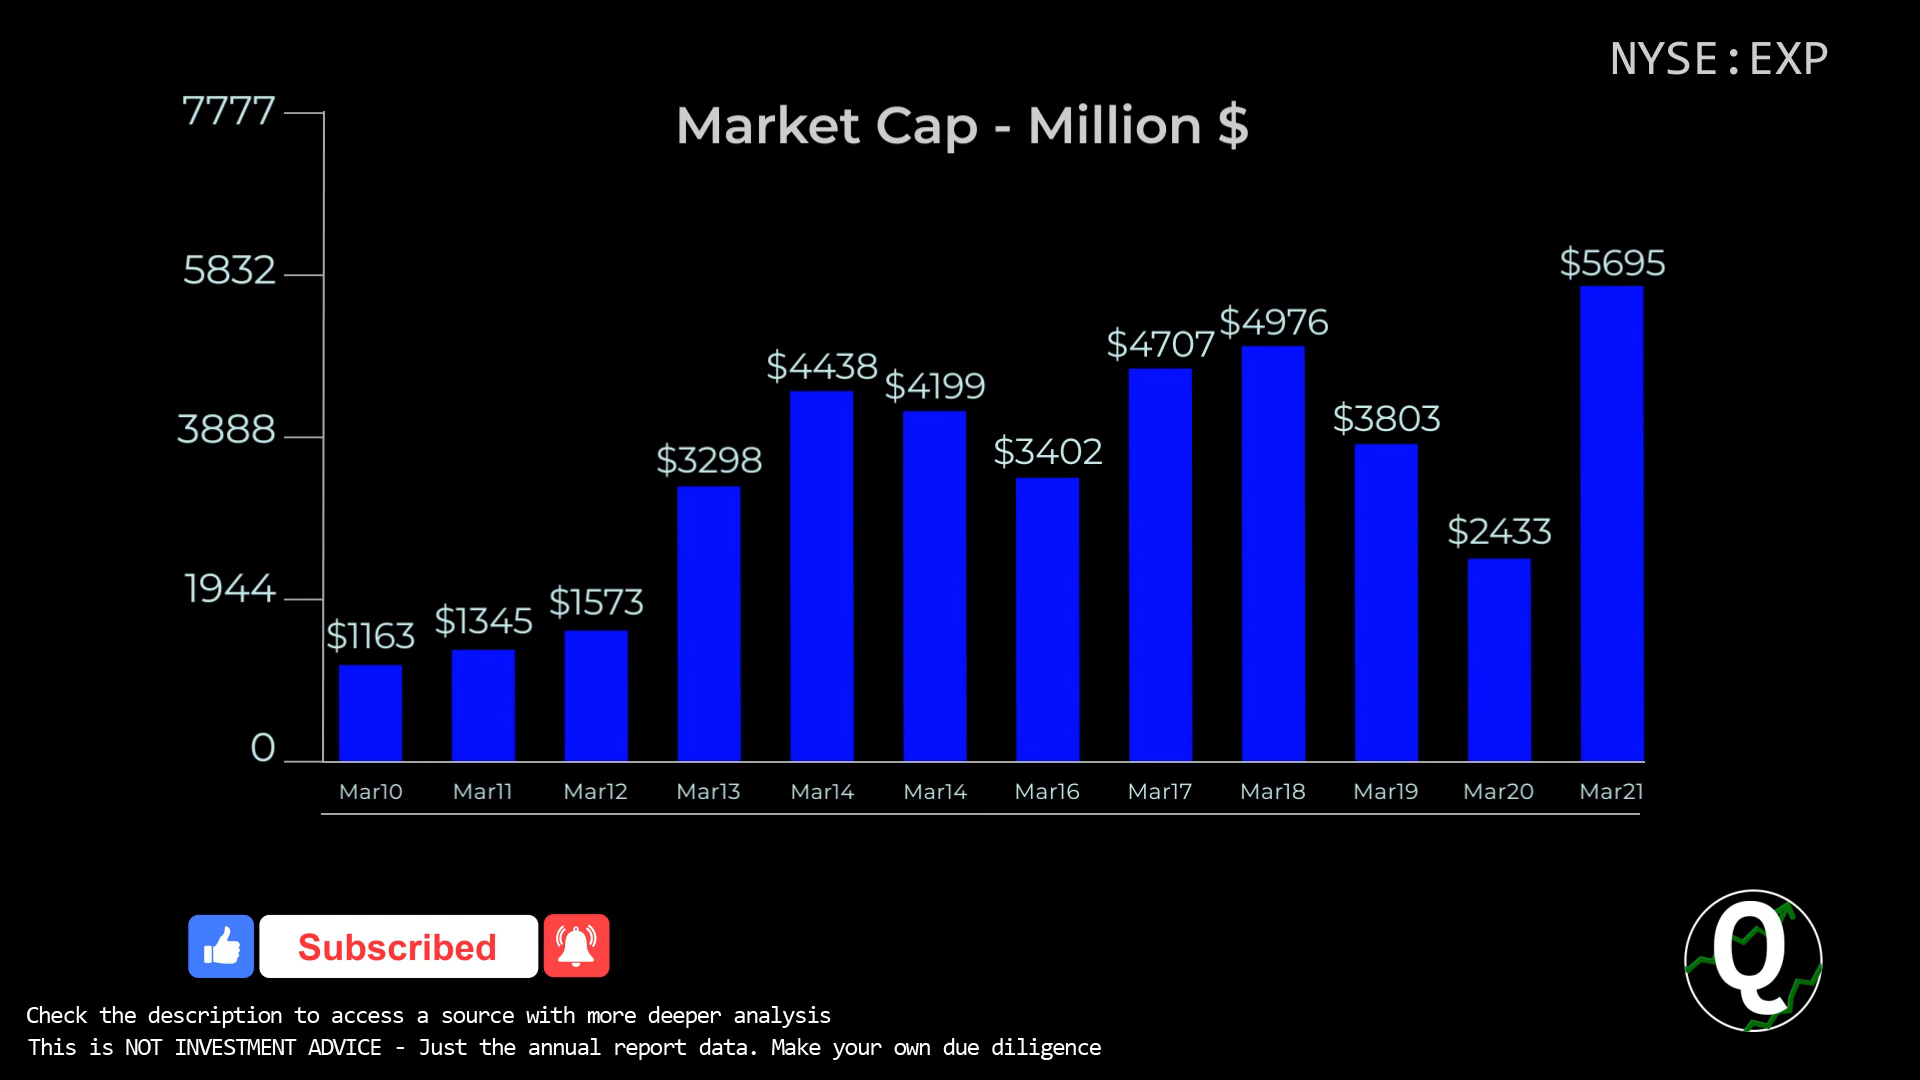 NYSE:EXP
Market Cap - Million $
7777
5832
3888
1944
0
$1163
$1345
$1573
$3298
$4438
$4199
$3402
$4707
$4976
$3803
$2433
$5695
Mar10 Mar11 Mar12 Mar13 Mar14 Mar14 Mar16 Mar17 Mar18 Mar19 Mar20 Mar21
Subscribed
Q
Check the description to access a source with more deeper analysis
This is NOT INVESTMENT ADVICE - Just the annual report data. Make your own due diligence